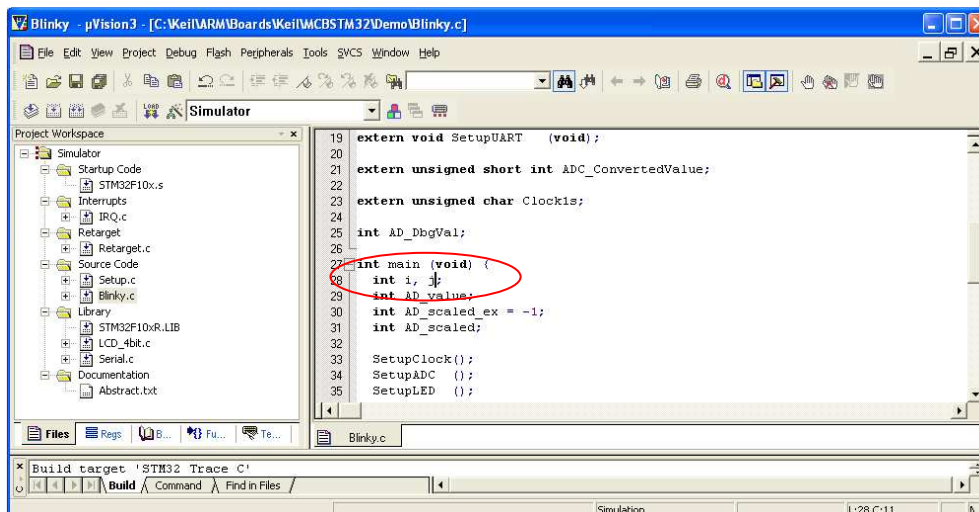 Blinky - µVision3 - [C:\Keil\ARM\Boards\Keil\MCBSTM32\Demo\Blinky.c]
File Edit View Project Debug Flash Peripherals Tools SVCS Window Help
LOAD Simulator
Project Workspace
Simulator
Startup Code
STM32F10x.s
Interrupts
IRQ.c
Retarget
Retarget.c
Source Code
Setup.c
Blinky.c
Library
STM32F10xR.LIB
LCD_4bit.c
Serial.c
Documentation
Abstract.txt
Files Regs B... Fu... Te...
19 extern void SetupUART (void);
20
21 extern unsigned short int ADC_ConvertedValue;
22
23 extern unsigned char Clock1s;
24
25 int AD_DbgVal;
26
27 int main (void) {
28 int i, j;
29 int AD_value;
30 int AD_scaled_ex = -1;
31 int AD_scaled;
32
33 SetupClock();
34 SetupADC ();
35 SetupLED ();
Blinky.c
Build target 'STM32 Trace C'
Build Command Find in Files
Simulation L:28 C:11 N